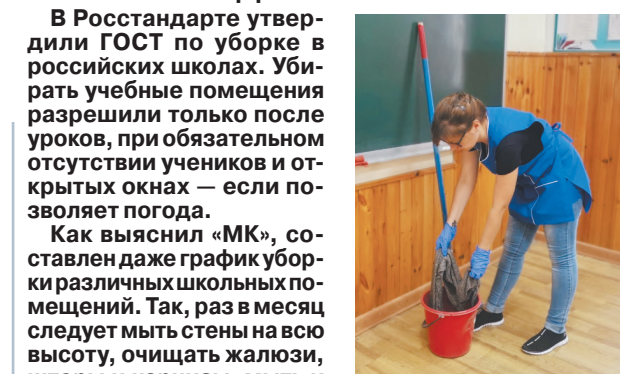 В Росстандарте утвер-
дили ГОСТ по уборке в
российских школах. Уби-
рать учебные помещения
разрешили только после
уроков, при обязательном
отсутствии учеников и от-
крытых окнах — если по-
зволяет погода.
Как выяснил «МК», со-
ставлен даже график убор-
ки различных школьных по-
мещений. Так, раз в месяц
следует мыть стены на всю
высоту, очищать жалюзи,